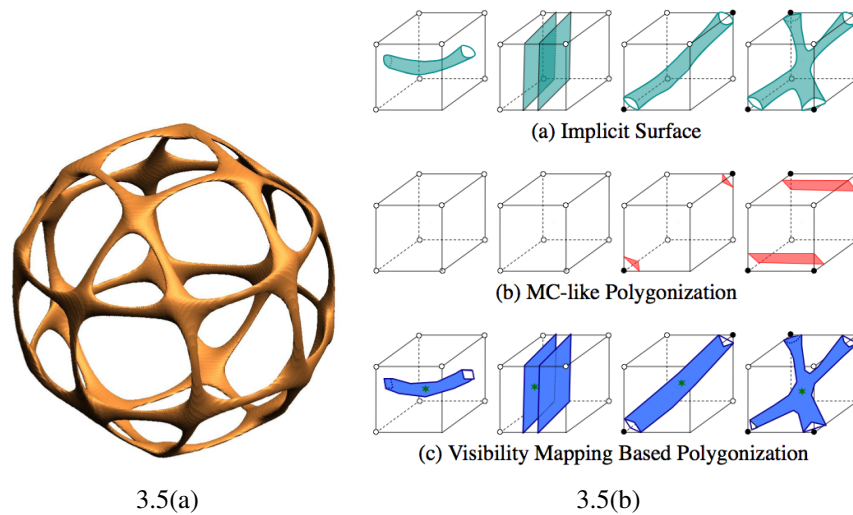 (a) Implicit Surface
(b) MC-like Polygonization
(c) Visibility Mapping Based Polygonization
3.5(a)
3.5(b)